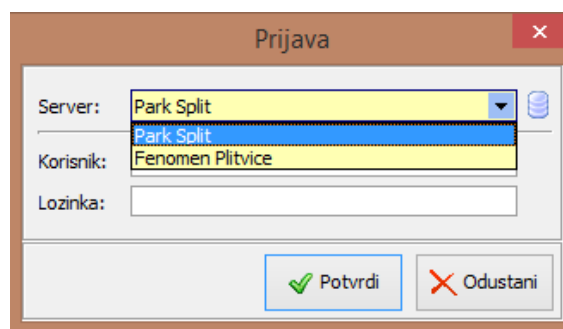 Prijava
Server: Park Split
Park Split
Fenomen Plitvice
Korisnik:
Lozinka:
Potvrdi Odustani